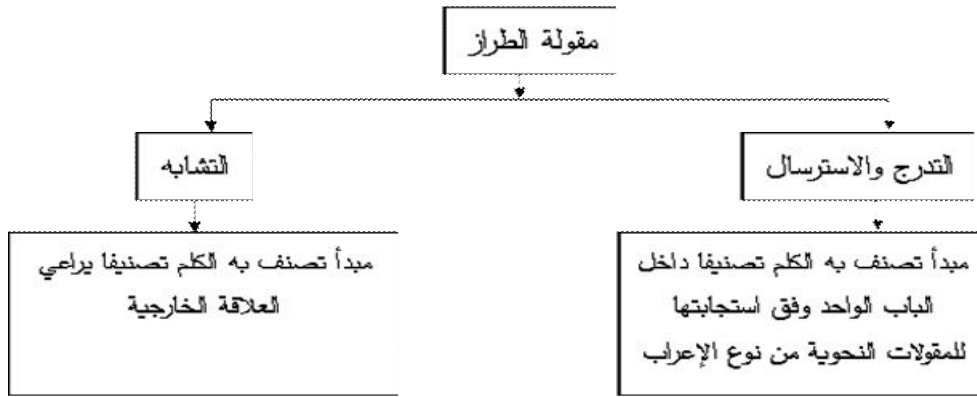 مقولة الطراز
التدرج والاسترسال
التشابه
مبدأ تصنف به الكلم تصنيفا داخل
الباب الواحد وفق استجابتها
للمقولات النحوية من نوع الإعراب
مبدأ تصنف به الكلم تصنيفا يراعي
العلاقة الخارجية